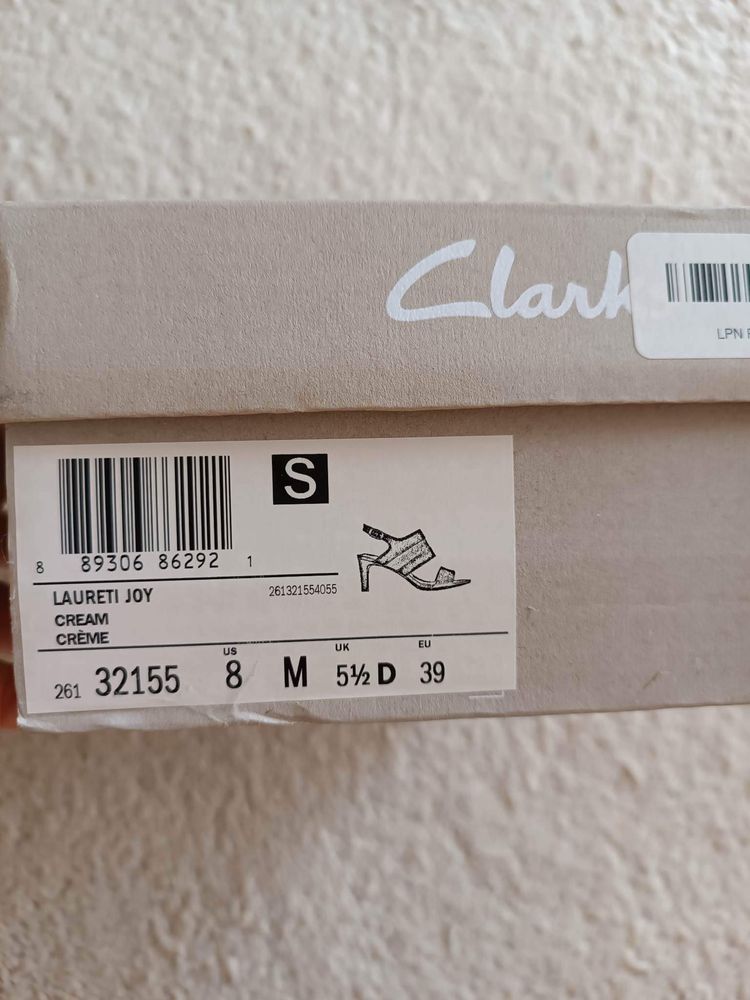 Clarks
LPN
S
8 89306 86292 1
LAURETI JOY
261321554055
CREAM
CRÈME
US UK EU
261 32155 8 M 5½ D 39